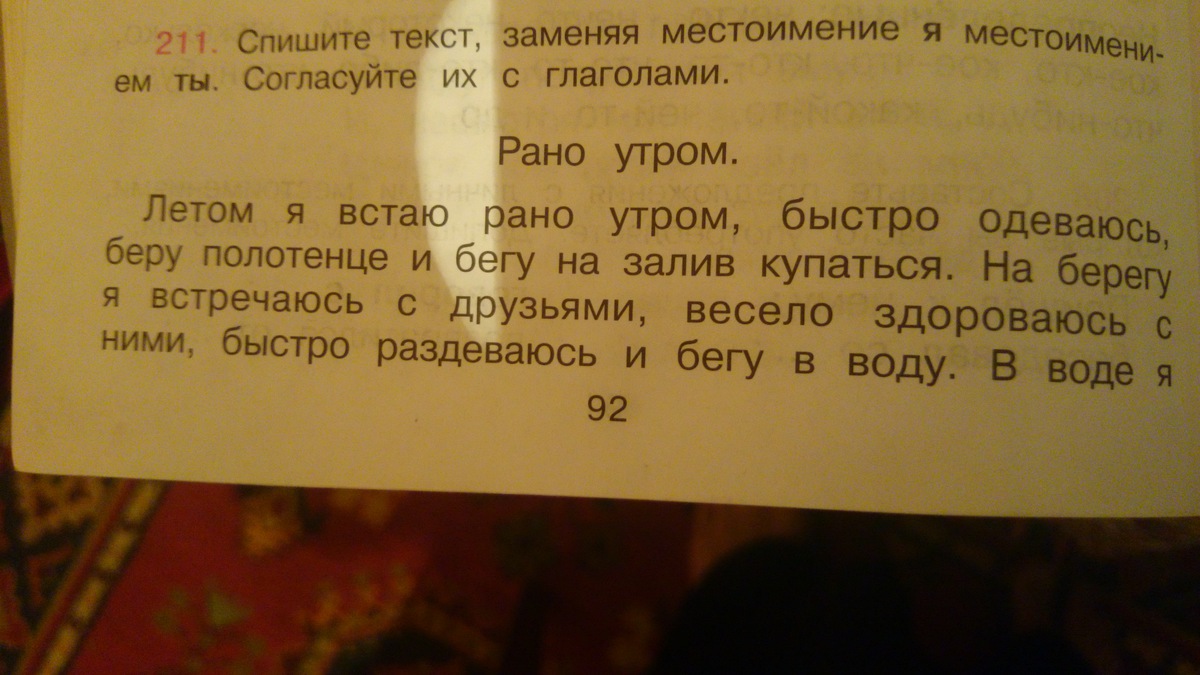 211. Спишите текст, заменяя местоимение я местоимени-
ем ты. Согласуйте их с глаголами.
Рано утром.
Летом я встаю рано утром, быстро одеваюсь,
беру полотенце и бегу на залив купаться. На берегу
я встречаюсь с друзьями, весело здороваюсь с
ними, быстро раздеваюсь и бегу в воду. В воде я
92